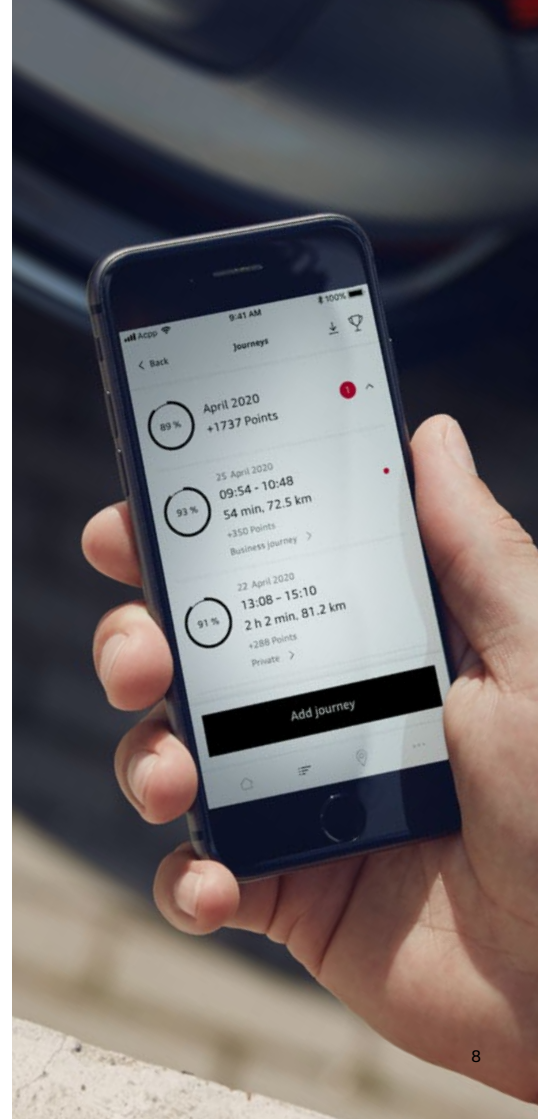 Acpp 9:41 AM 100%
Back Journeys
89 % April 2020 1
+1737 Points
25 April 2020
93 % 09:54 - 10:48
54 min, 72.5 km
+350 Points
Business journey
22 April 2020
91 % 13:08 – 15:10
2 h 2 min, 81.2 km
+288 Points
Private
Add journey
8